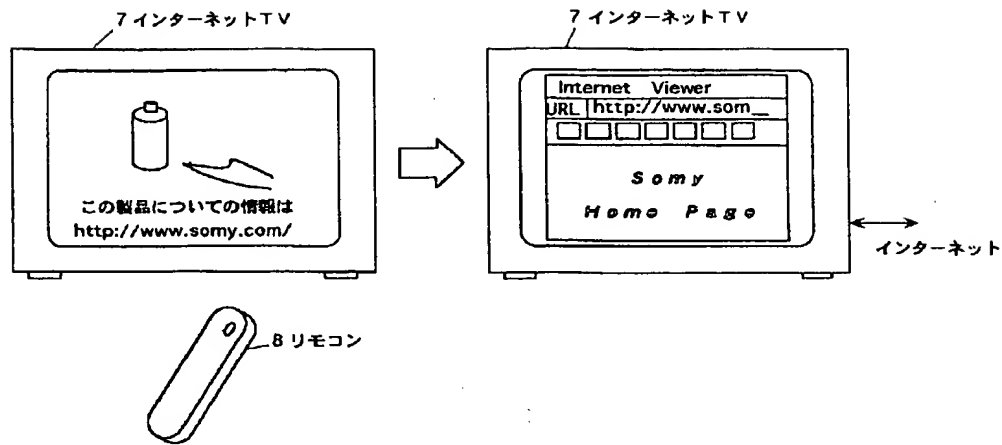 7 インターネットTV
この製品についての情報は
http://www.somy.com/
8 リモコン
7 インターネットTV
Internet Viewer
URL http://www.som_
Somy
Home Page
インターネット